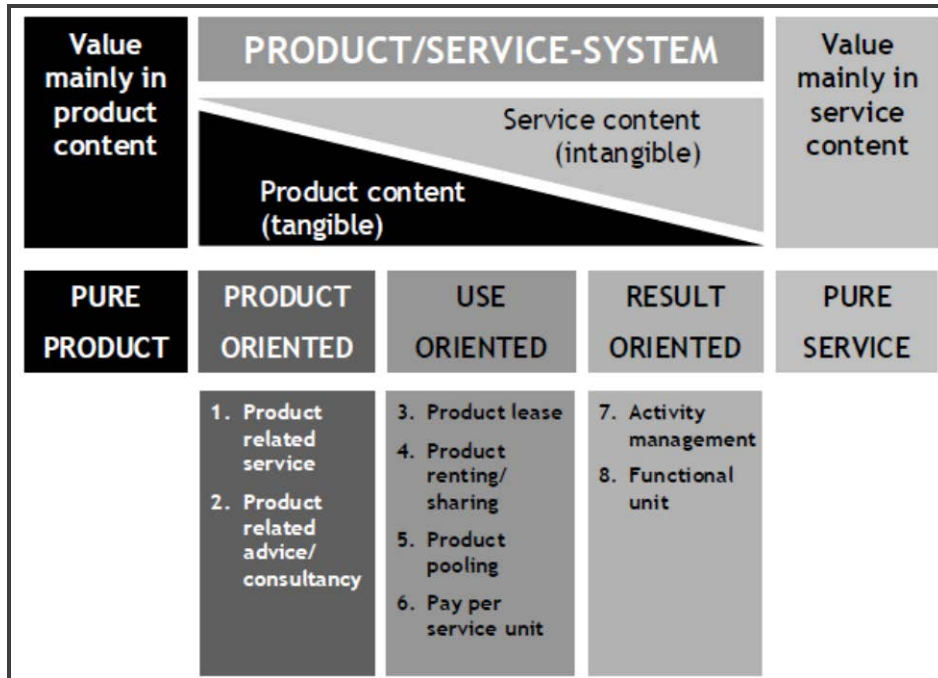 Value
mainly in
product
content
PRODUCT/SERVICE-SYSTEM
Service content
(intangible)
Product content
(tangible)
Value
mainly in
service
content
PURE
PRODUCT
PRODUCT
ORIENTED
USE
ORIENTED
RESULT
ORIENTED
PURE
SERVICE
1. Product
related
service
2. Product
related
advice/
consultancy
3. Product lease
4. Product
renting/
sharing
5. Product
pooling
6. Pay per
service unit
7. Activity
management
8. Functional
unit